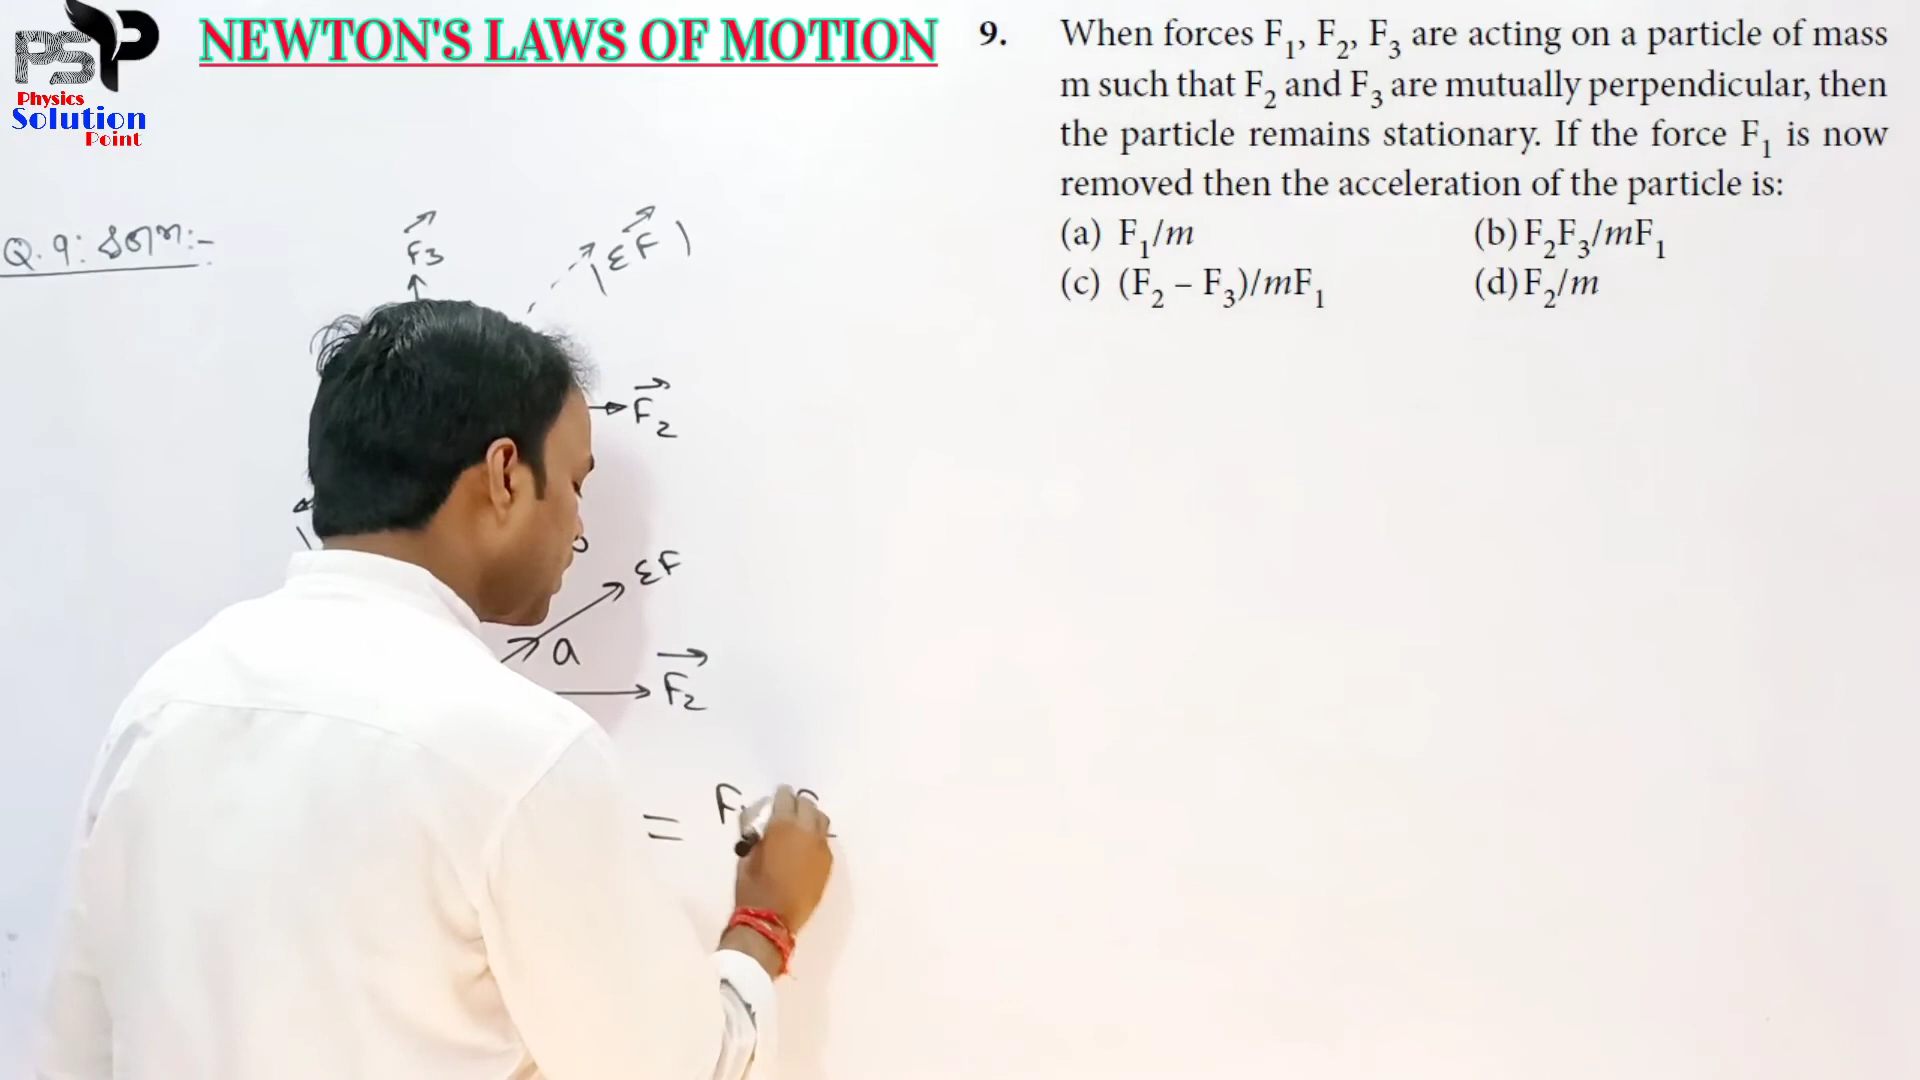 PSP
Physics
Solution
Point
NEWTON'S LAWS OF MOTION
9. When forces F₁, F₂, F₃ are acting on a particle of mass
m such that F₂ and F₃ are mutually perpendicular, then
the particle remains stationary. If the force F₁ is now
removed then the acceleration of the particle is:
(a) F₁/m (b) F₂F₃/mF₁
(c) (F₂ – F₃)/mF₁ (d) F₂/m
Q. 9:
F3
(ΣF)
F₂
ΣF
a
F₂
=